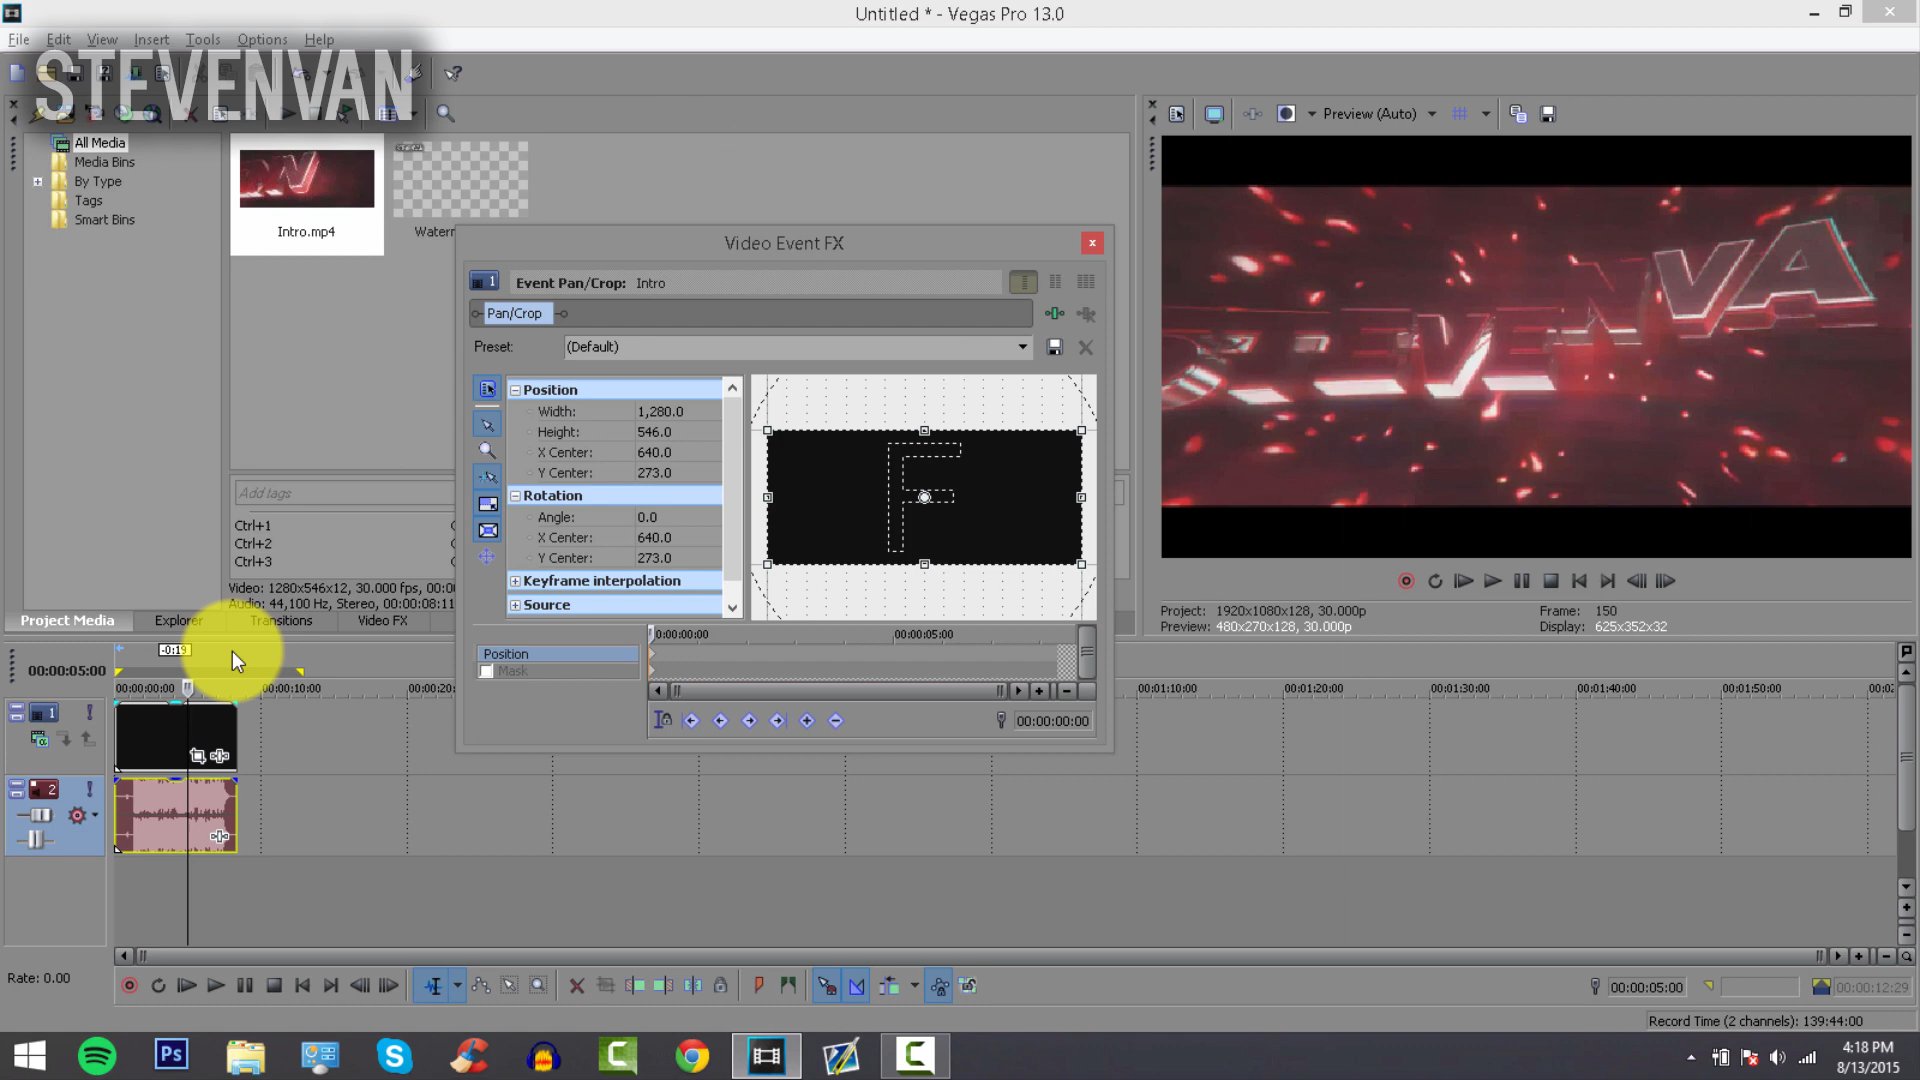 Untitled * - Vegas Pro 13.0
File Edit View Insert Tools Options Help
STEVENVAN
All Media
Media Bins
By Type
Tags
Smart Bins
Intro.mp4
Watern
Add tags
Ctrl+1
Ctrl+2
Ctrl+3
Video: 1280x546x12, 30.000 fps, 00:0
Audio: 44,100 Hz, Stereo, 00:00:08:11
Project Media Explorer Transitions Video FX
Video Event FX
1 Event Pan/Crop: Intro
Pan/Crop
Preset: (Default)
Position
Width: 1,280.0
Height: 546.0
X Center: 640.0
Y Center: 273.0
Rotation
Angle: 0.0
X Center: 640.0
Y Center: 273.0
Keyframe interpolation
Source
0:00:00:00 00:00:05:00
Position
Mask
00:00:00:00
Preview (Auto)
EVENVA
Project: 1920x1080x128, 30.000p
Preview: 480x270x128, 30.000p
Frame: 150
Display: 625x352x32
-0:19
00:00:05:00
00:00:00:00 00:00:10:00 00:00:20: 00:01:10:00 00:01:20:00 00:01:30:00 00:01:40:00 00:01:50:00 00:02
1
2
Rate: 0.00
00:00:05:00 00:00:12:29
Record Time (2 channels): 139:44:00
Ps
4:18 PM
8/13/2015